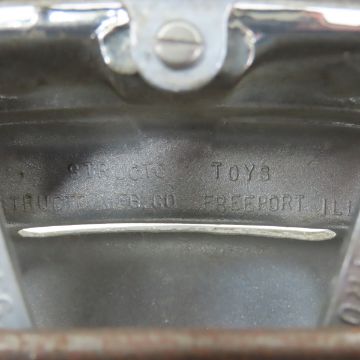 STRUCTO TOYS
STRUCTO MFG.CO FREEPORT ILL